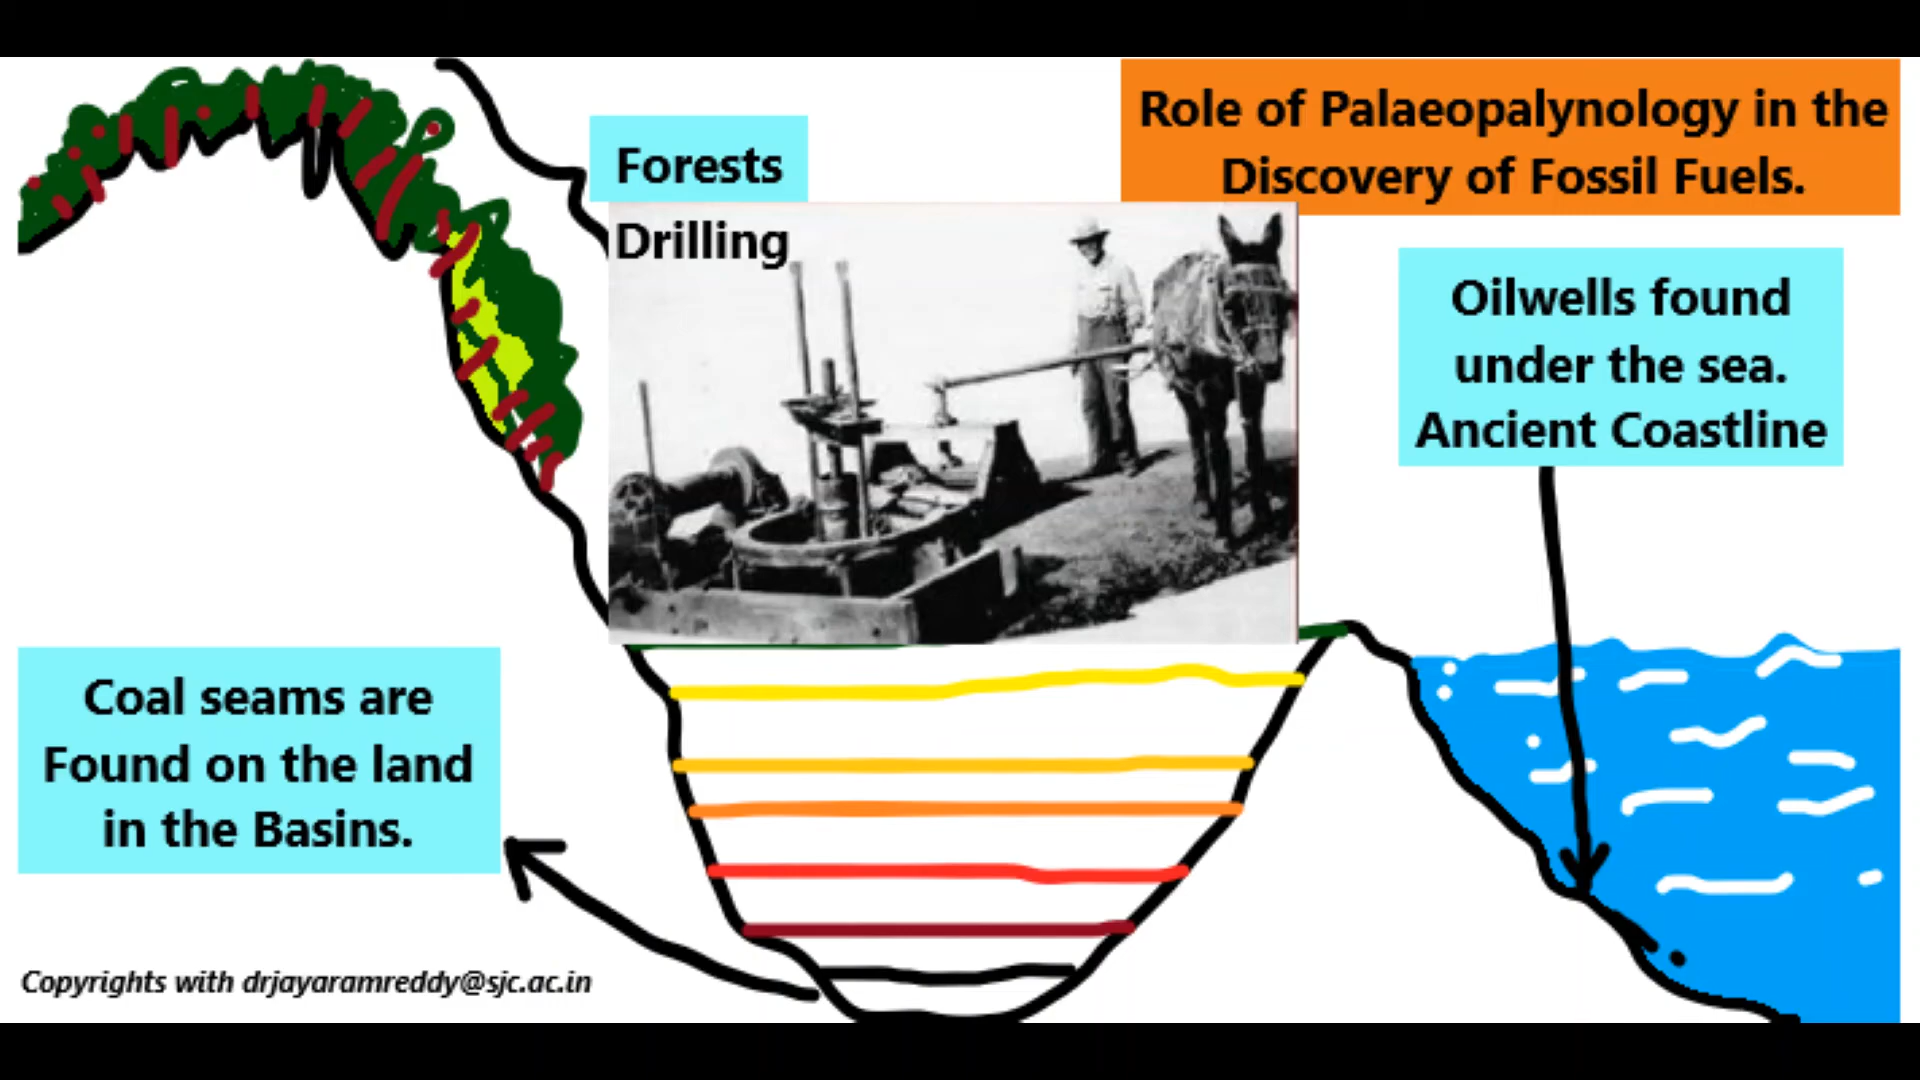 Role of Palaeopalynology in the
Discovery of Fossil Fuels.
Forests
Drilling
Oilwells found
under the sea.
Ancient Coastline
Coal seams are
Found on the land
in the Basins.
Copyrights with drjayaramreddy@sjc.ac.in